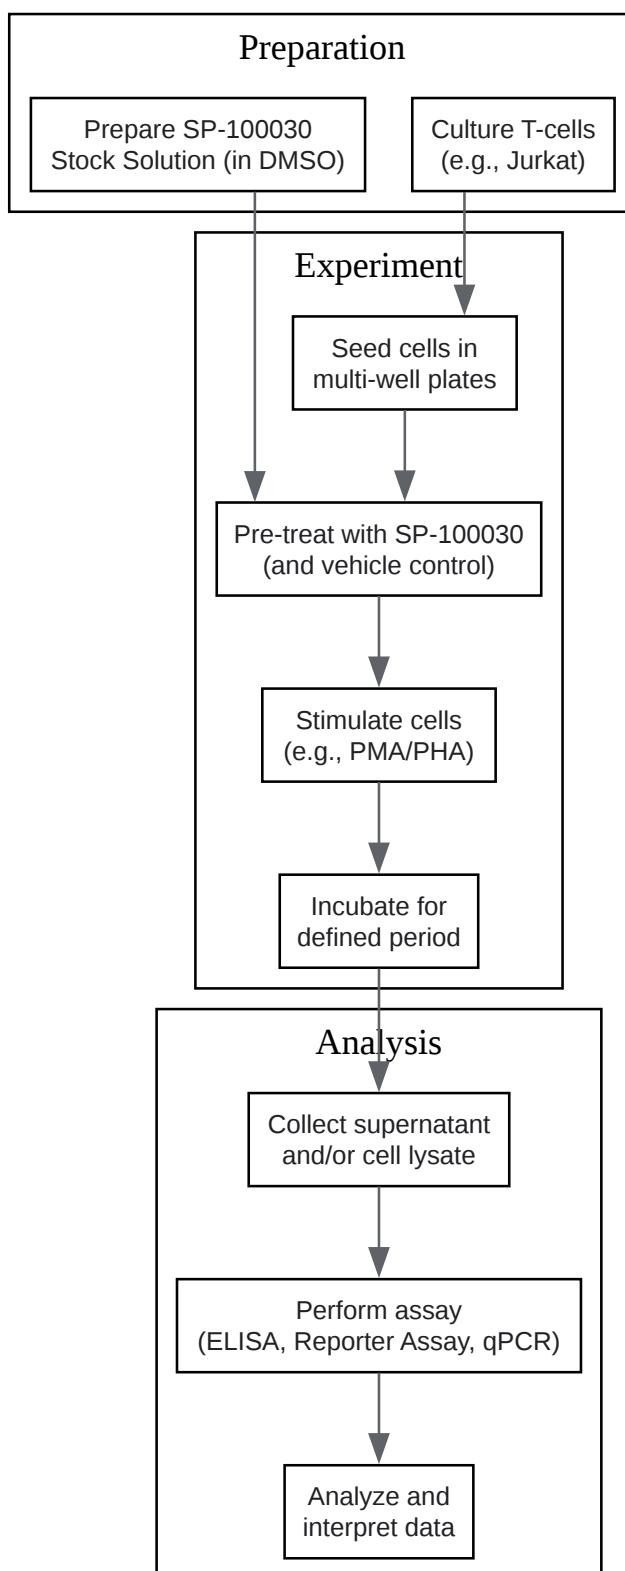 Preparation
Prepare SP-100030
Stock Solution (in DMSO)
Culture T-cells
(e.g., Jurkat)
Experiment
Seed cells in
multi-well plates
Pre-treat with SP-100030
(and vehicle control)
Stimulate cells
(e.g., PMA/PHA)
Incubate for
defined period
Analysis
Collect supernatant
and/or cell lysate
Perform assay
(ELISA, Reporter Assay, qPCR)
Analyze and
interpret data